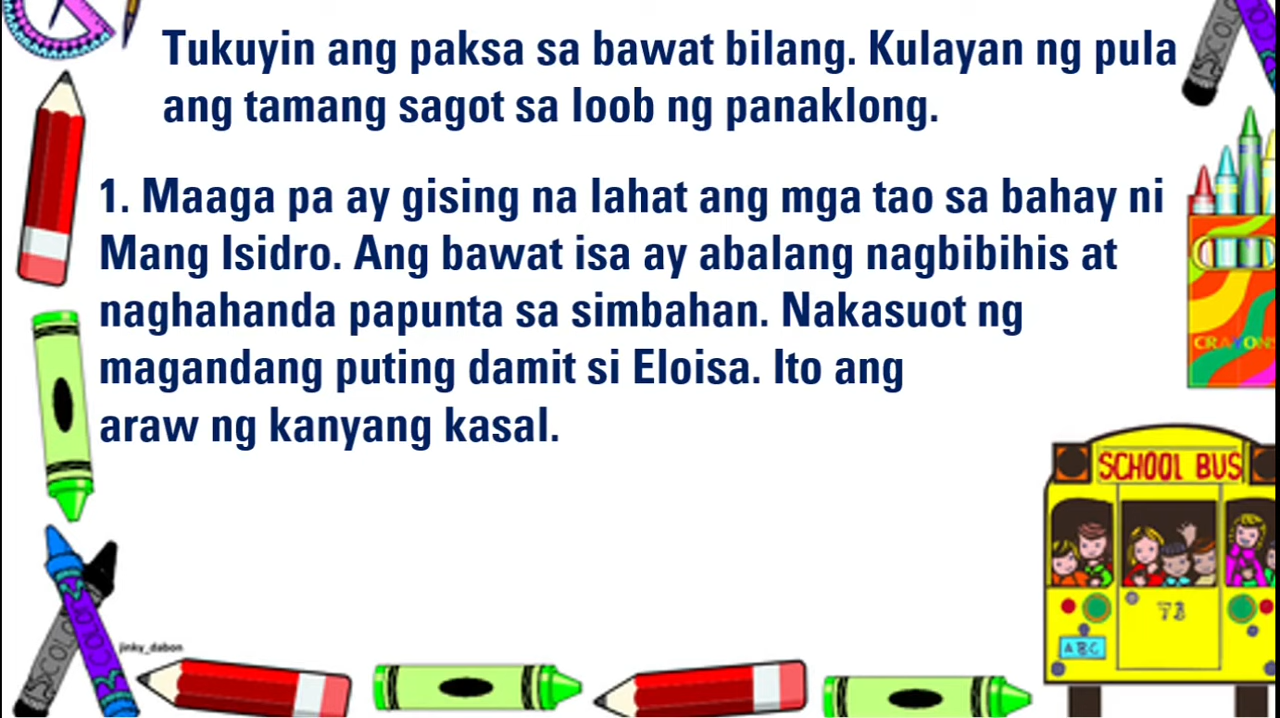 Tukuyin ang paksa sa bawat bilang. Kulayan ng pula
ang tamang sagot sa loob ng panaklong.
1. Maaga pa ay gising na lahat ang mga tao sa bahay ni
Mang Isidro. Ang bawat isa ay abalang nagbibihis at
naghahanda papunta sa simbahan. Nakasuot ng
magandang puting damit si Eloisa. Ito ang
araw ng kanyang kasal.
CRAYONS
SCHOOL BUS
73
ABC
jinky_dabon